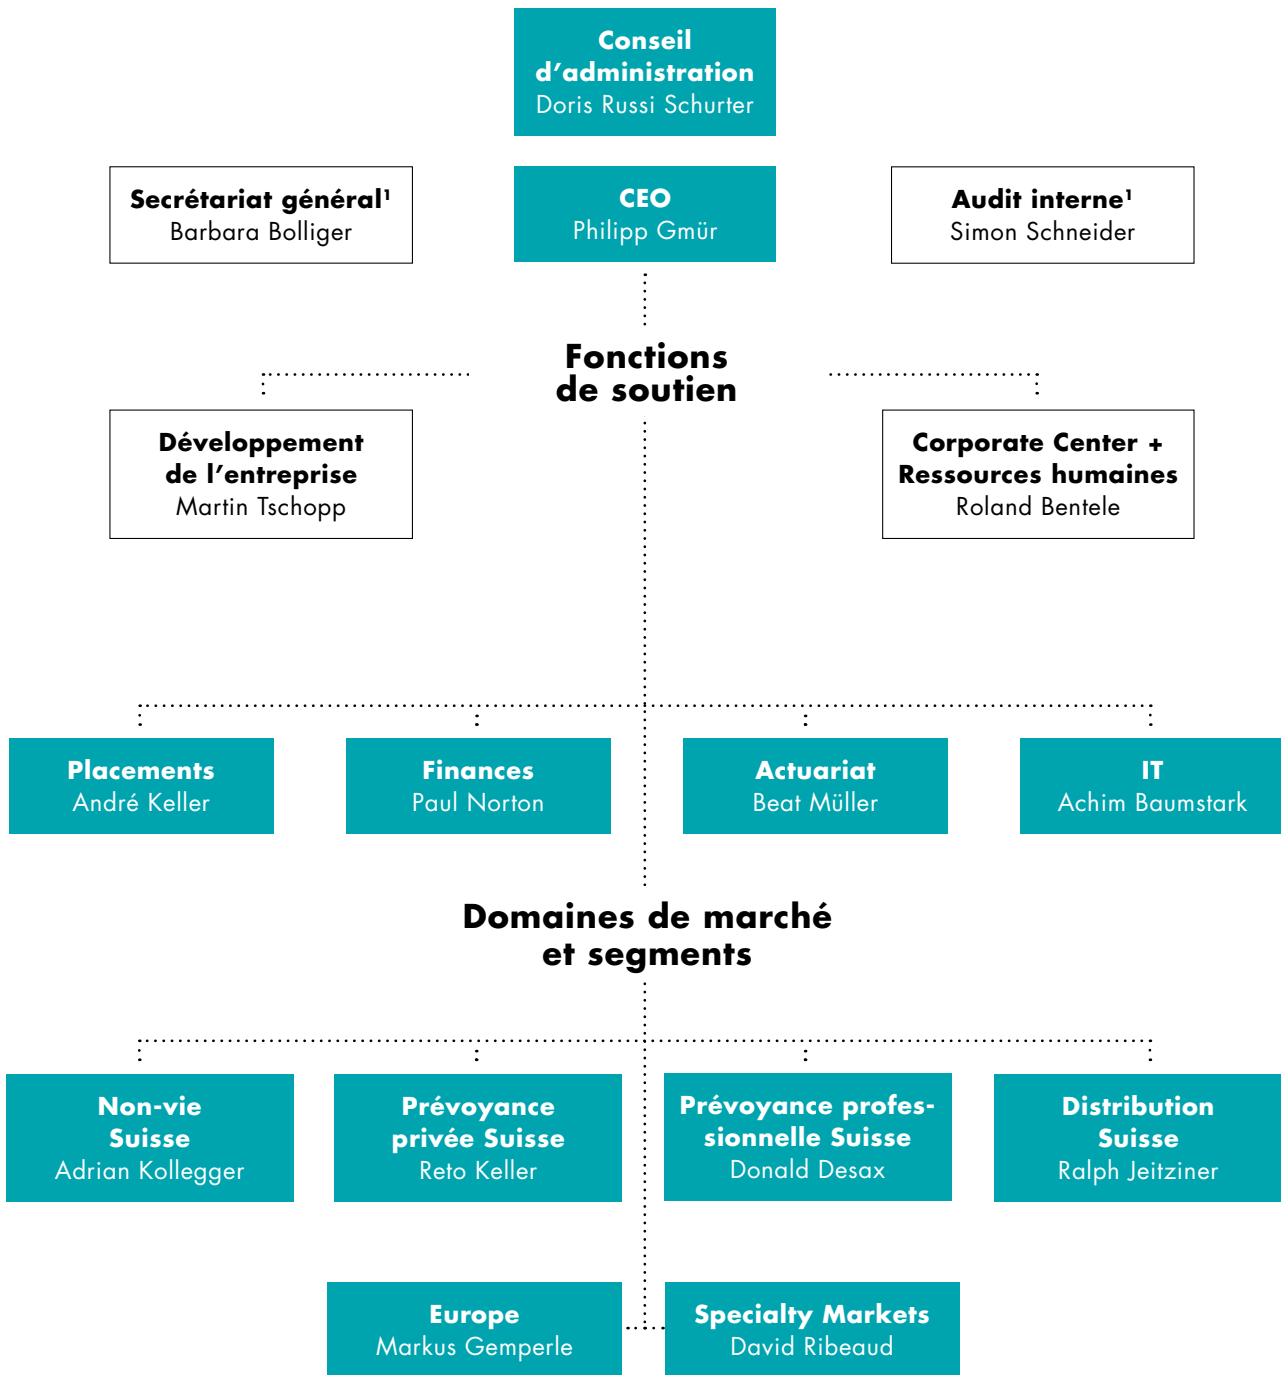 Conseil
d'administration
Doris Russi Schurter
Secrétariat général¹
Barbara Bolliger
CEO
Philipp Gmür
Audit interne¹
Simon Schneider
Fonctions
de soutien
Développement
de l'entreprise
Martin Tschopp
Corporate Center +
Ressources humaines
Roland Bentele
Placements
André Keller
Finances
Paul Norton
Actuariat
Beat Müller
IT
Achim Baumstark
Domaines de marché
et segments
Non-vie
Suisse
Adrian Kollegger
Prévoyance
privée Suisse
Reto Keller
Prévoyance profes-
sionnelle Suisse
Donald Desax
Distribution
Suisse
Ralph Jeitziner
Europe
Markus Gemperle
Specialty Markets
David Ribeaud